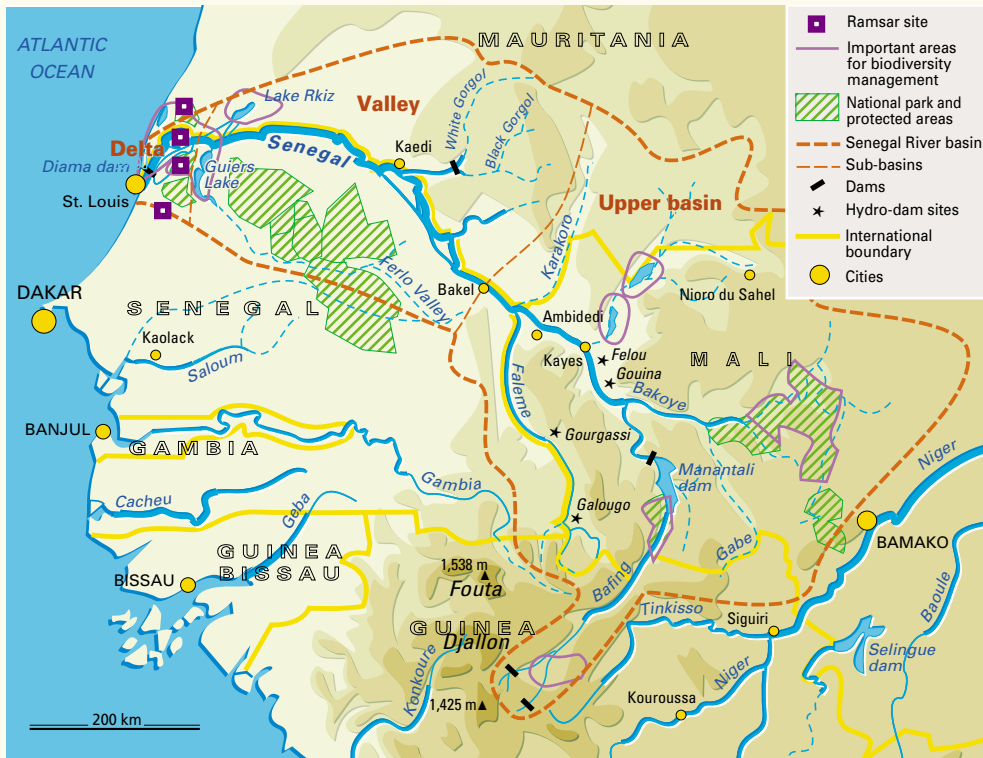 ATLANTIC
OCEAN
MAURITANIA
Lake Rkiz
Valley
White Gorgol
Black Gorgol
Delta
Senegal
Kaedi
Diama dam
Guiers
Lake
St. Louis
Upper basin
Karakoro
Ferlo Valley
Bakel
Nioro du Sahel
DAKAR
SENEGAL
Ambidedi
Kaolack
Saloum
Kayes
Felou
Gouina
MALI
Faleme
Bakoye
BANJUL
GAMBIA
Gourgassi
Niger
Manantali
dam
Gambia
Cacheu
Geba
Galougo
BAMAKO
GUINEA
BISSAU
Gabe
Baoule
BISSAU
1,538 m
Fouta
Bafing
Tinkisso
GUINEA
Djallon
Siguiri
Selingue
dam
Konkoure
Niger
Kouroussa
1,425 m
200 km
Ramsar site
Important areas
for biodiversity
management
National park and
protected areas
Senegal River basin
Sub-basins
Dams
Hydro-dam sites
International
boundary
Cities